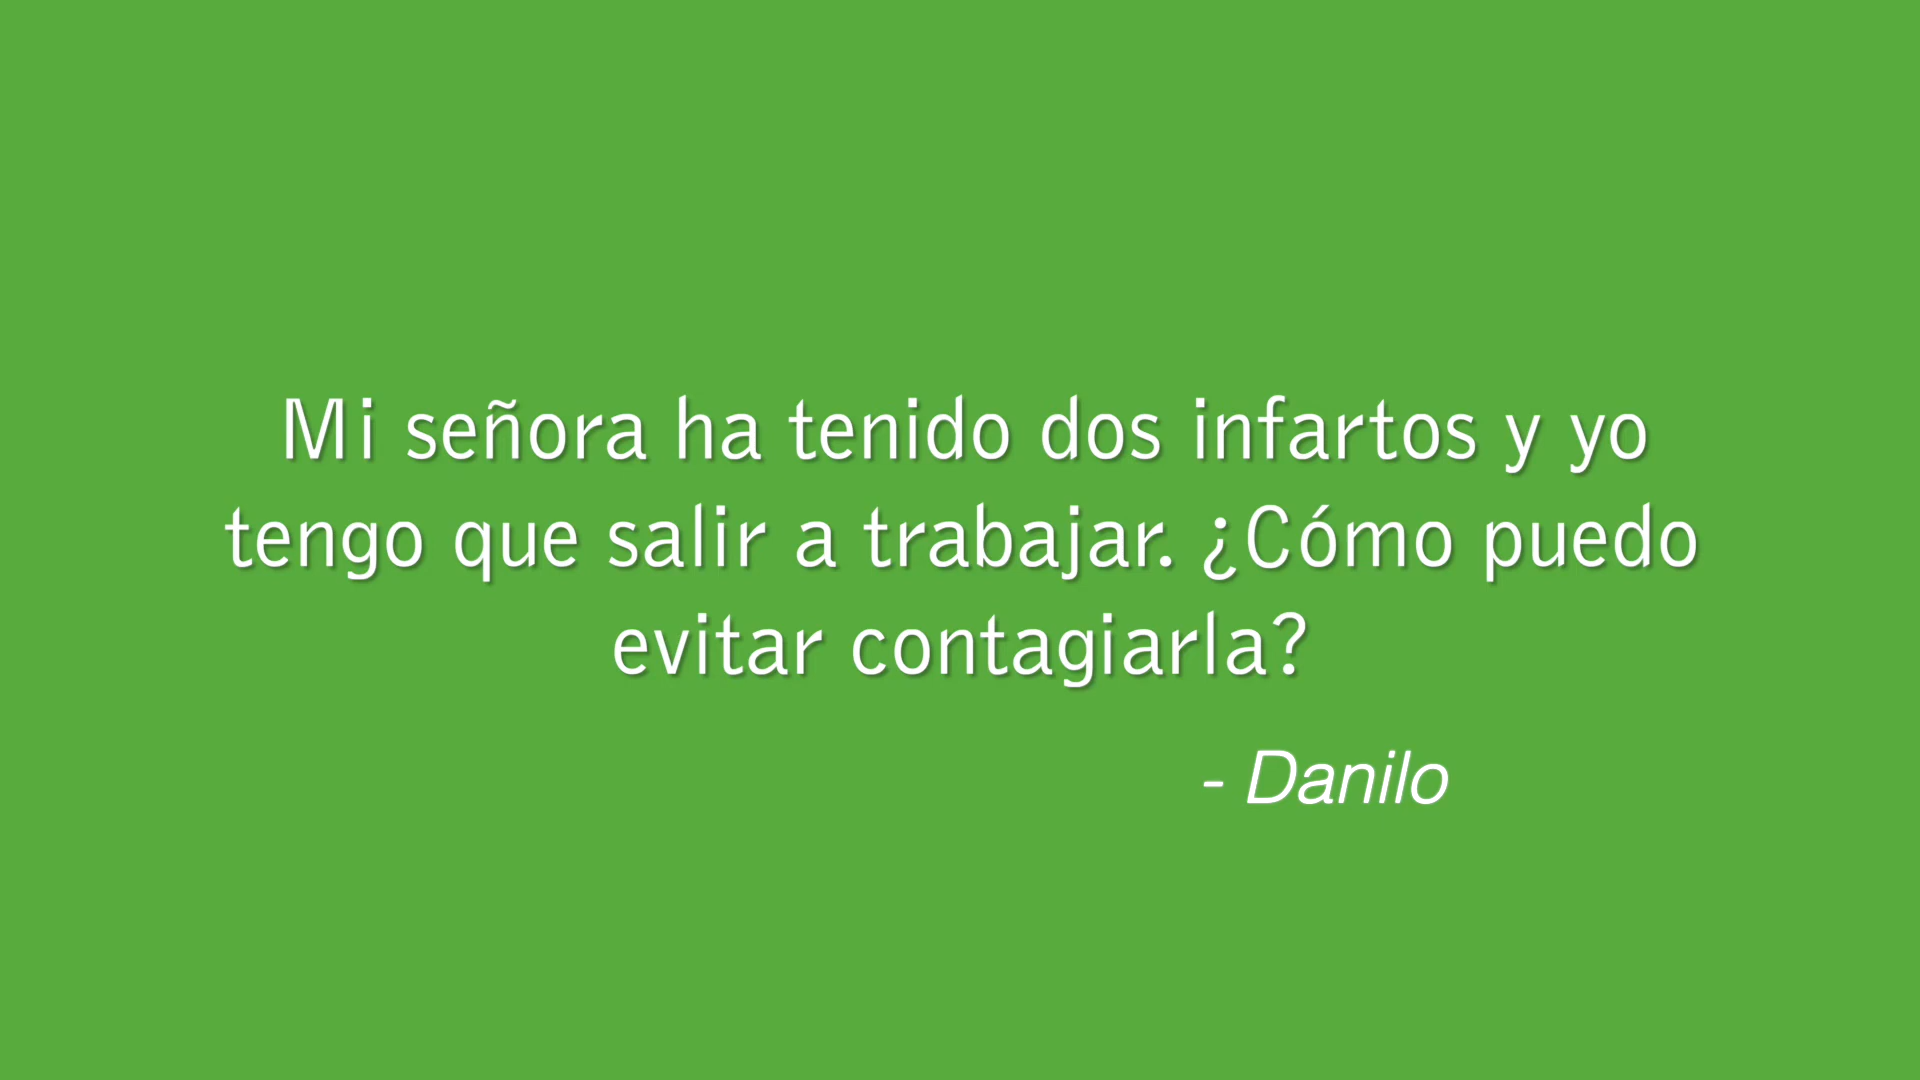 Mi señora ha tenido dos infartos y yo
tengo que salir a trabajar. ¿Cómo puedo
evitar contagiarla?
- Danilo